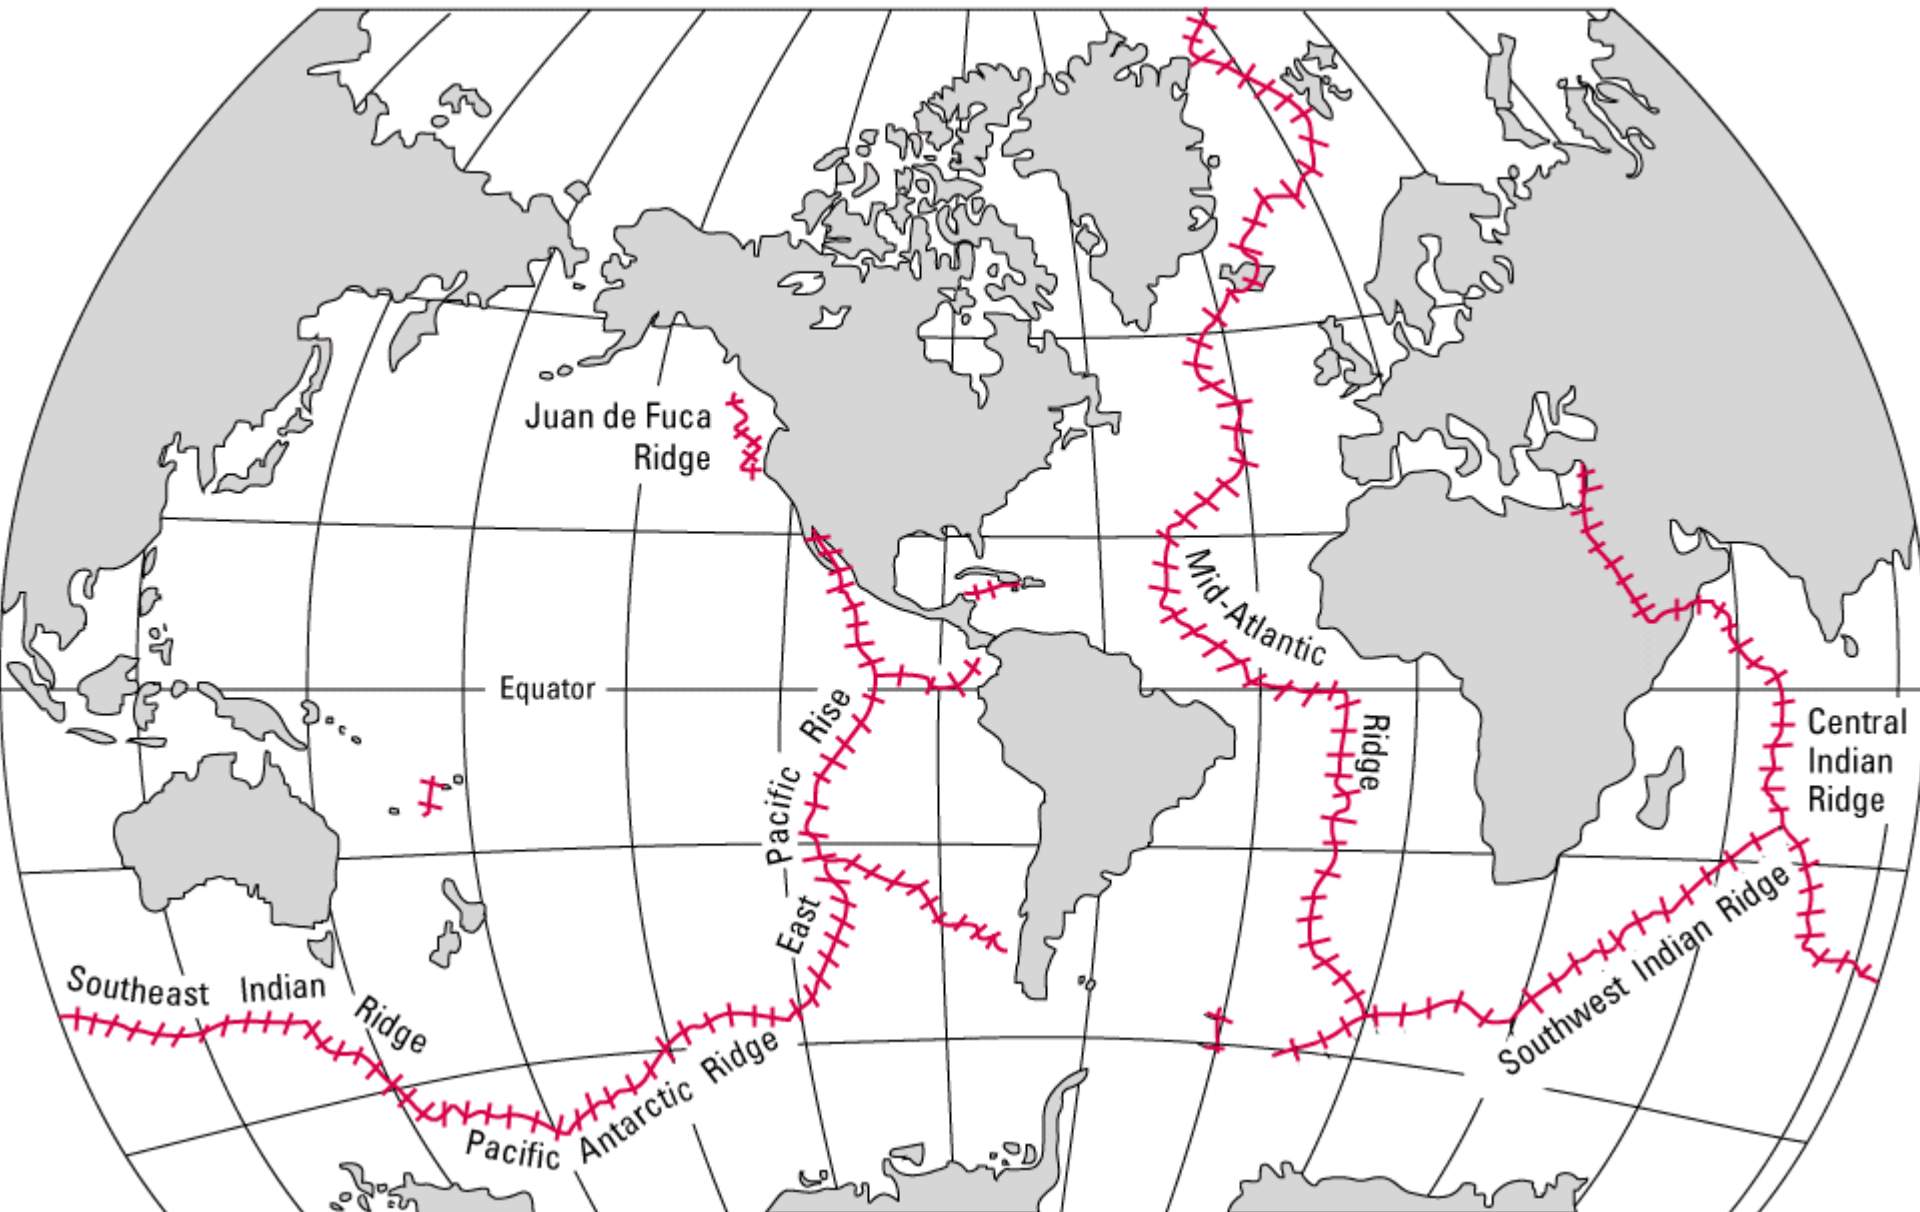 Juan de Fuca
Ridge
Mid-Atlantic
Ridge
Equator
East Pacific Rise
Central
Indian
Ridge
Southeast Indian Ridge
Southwest Indian Ridge
Pacific Antarctic Ridge